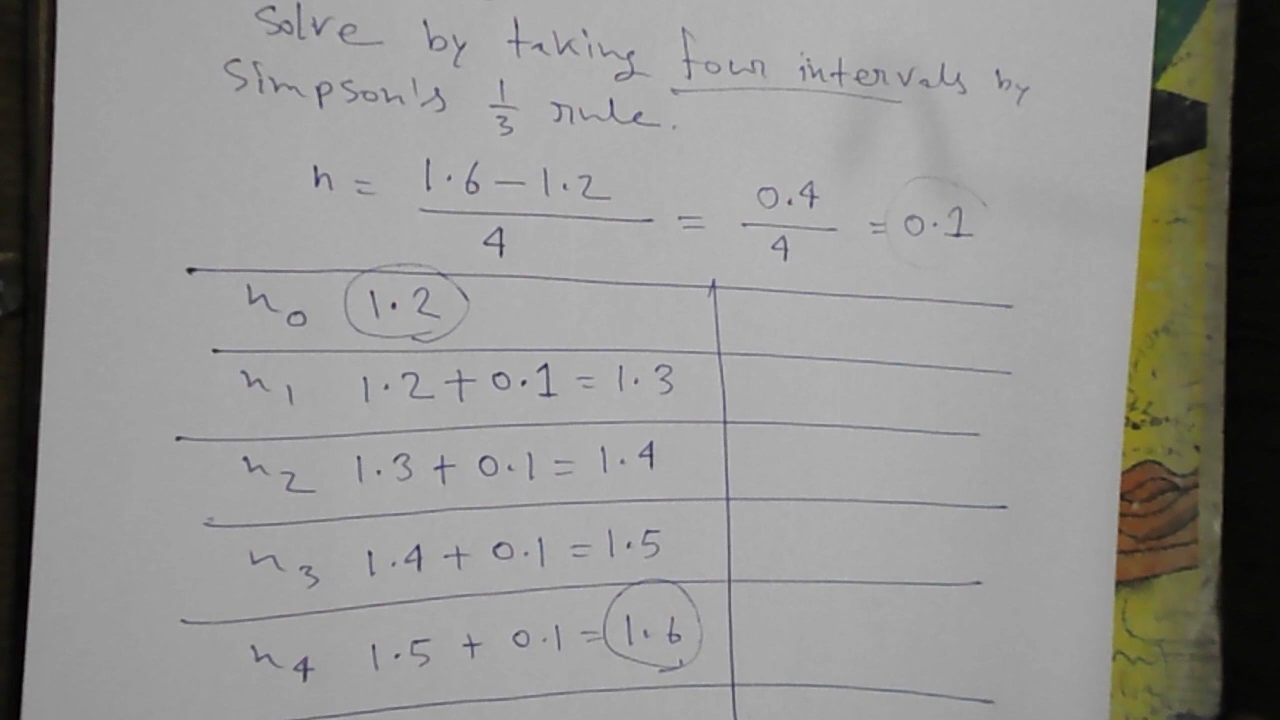 Solve by taking four intervals by
Simpson's 1/3 rule.
h = 1.6 - 1.2 / 4 = 0.4 / 4 = 0.1
x0 1.2
x1 1.2 + 0.1 = 1.3
x2 1.3 + 0.1 = 1.4
x3 1.4 + 0.1 = 1.5
x4 1.5 + 0.1 = 1.6